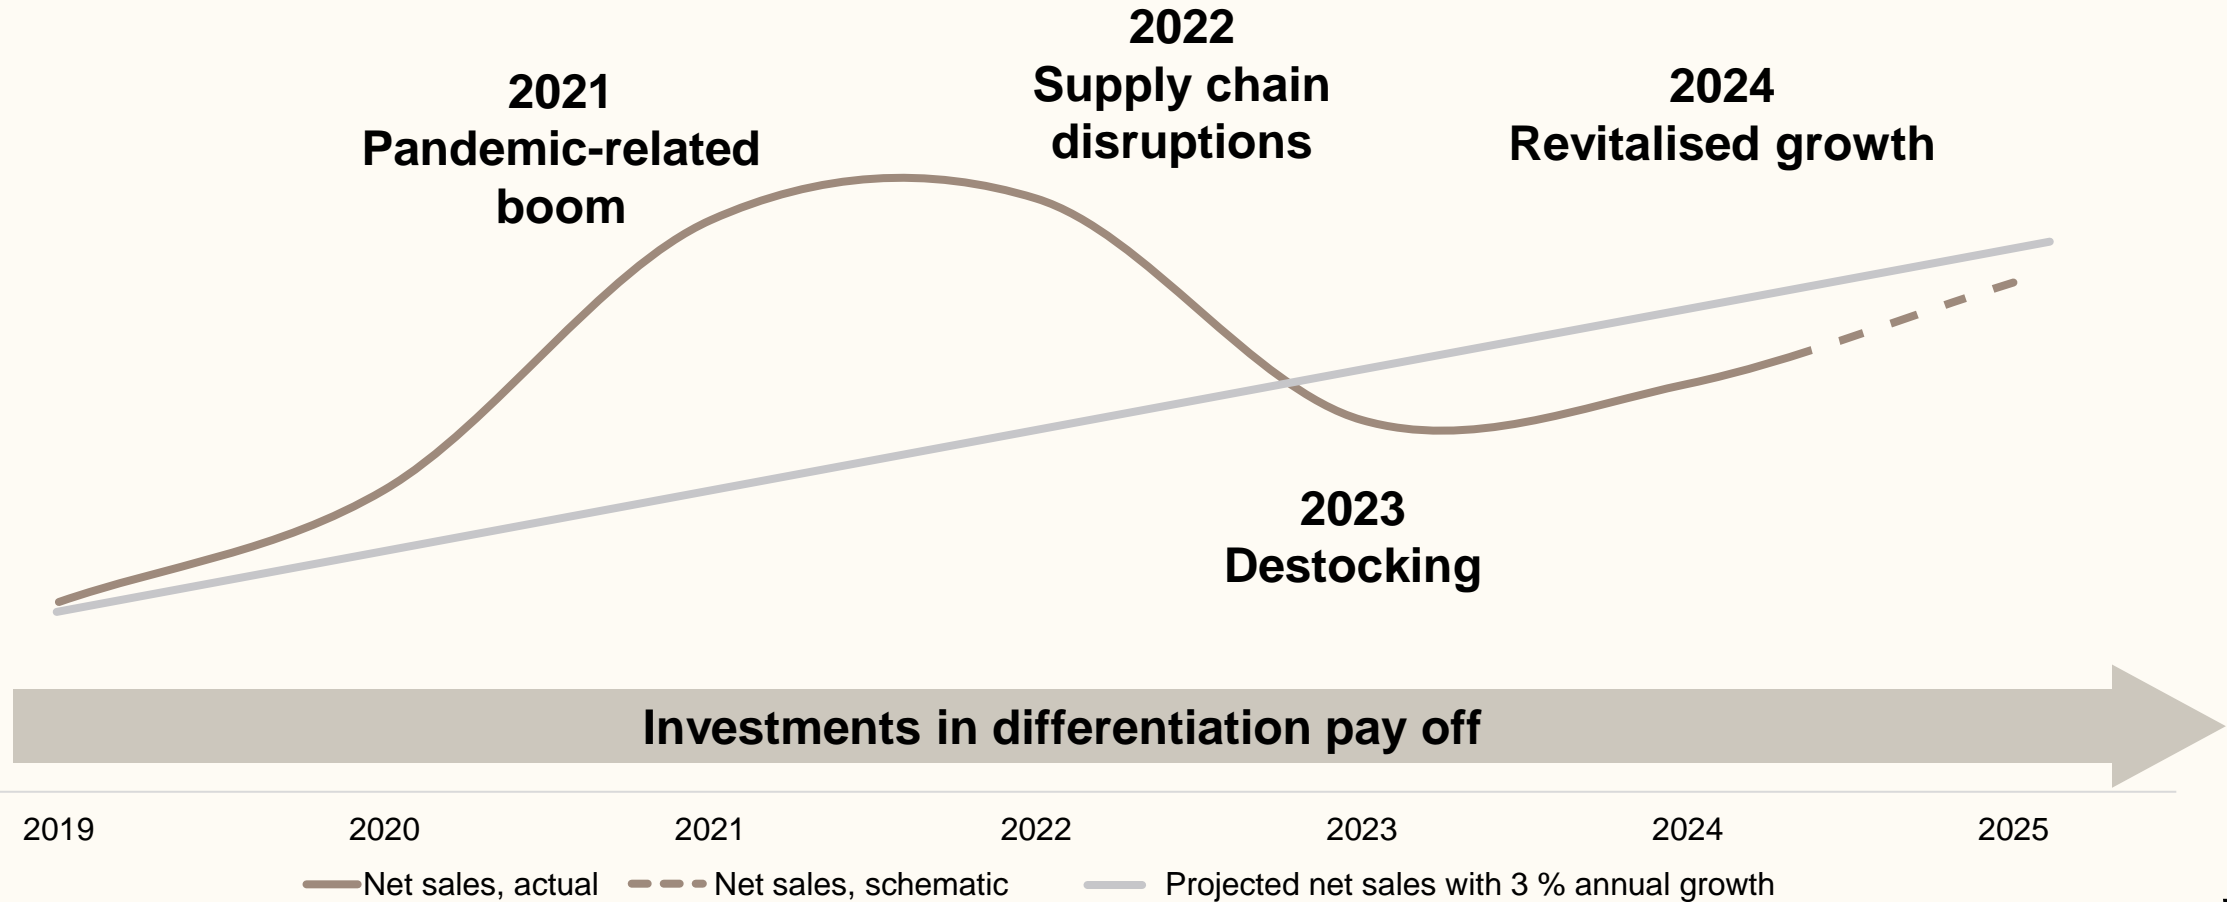 2021
Pandemic-related
boom
2022
Supply chain
disruptions
2024
Revitalised growth
2023
Destocking
Investments in differentiation pay off
2019 2020 2021 2022 2023 2024 2025
Net sales, actual Net sales, schematic Projected net sales with 3 % annual growth